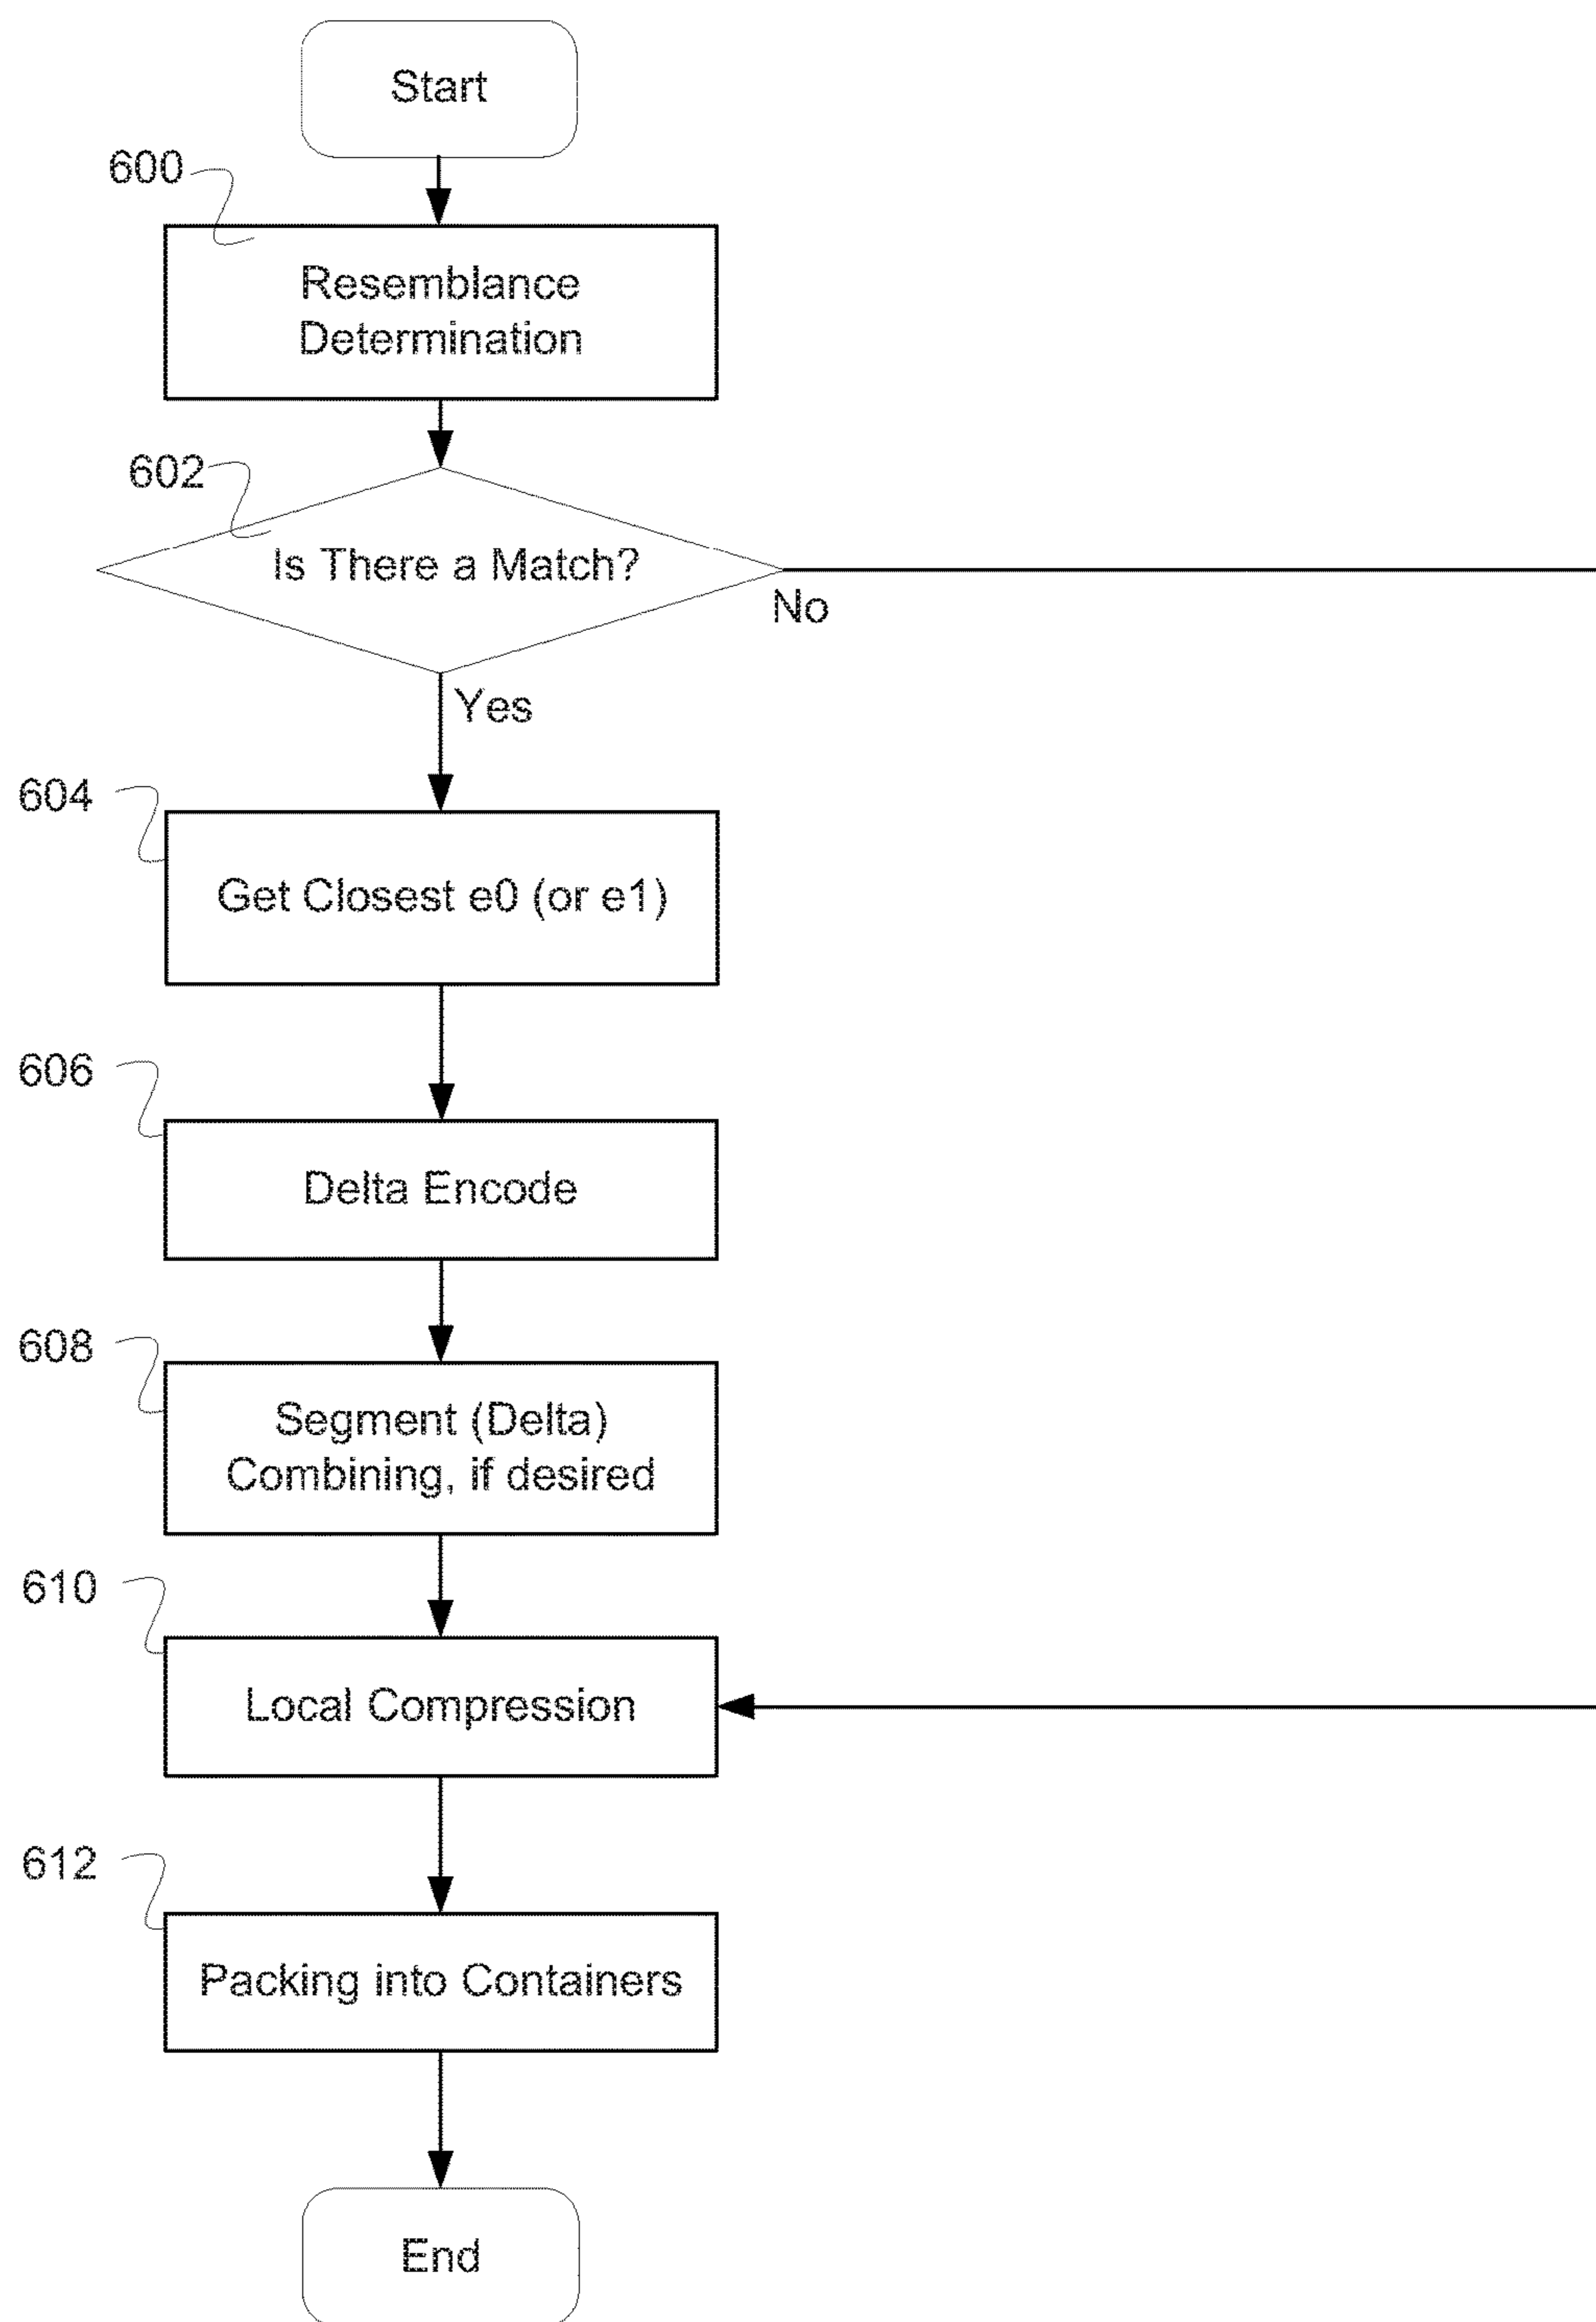 Start
600
Resemblance
Determination
602
Is There a Match?
No
Yes
604
Get Closest e0 (or e1)
606
Delta Encode
608
Segment (Delta)
Combining, if desired
610
Local Compression
612
Packing into Containers
End